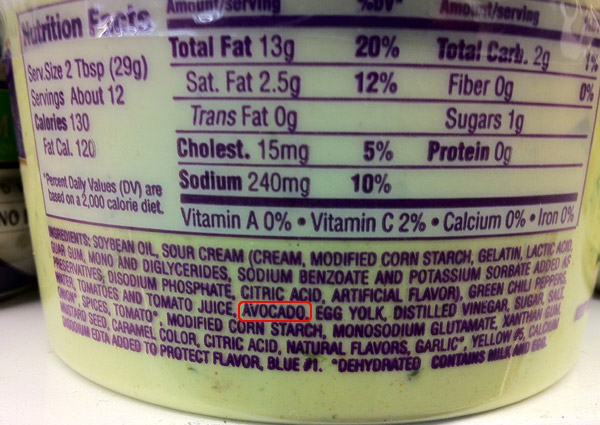 Nutrition Facts
Serv. Size 2 Tbsp (29g)
Servings About 12
Calories 130
Fat Cal. 120
*Percent Daily Values (DV) are
based on a 2,000 calorie diet.
Amount/serving %DV* Amount/serving
Total Fat 13g 20% Total Carb. 2g 1%
Sat. Fat 2.5g 12% Fiber 0g 0%
Trans Fat 0g Sugars 1g
Cholest. 15mg 5% Protein 0g
Sodium 240mg 10%
Vitamin A 0% • Vitamin C 2% • Calcium 0% • Iron 0%
INGREDIENTS: SOYBEAN OIL, SOUR CREAM (CREAM, MODIFIED CORN STARCH, GELATIN, LACTIC ACID,
GUAR GUM, MONO AND DIGLYCERIDES, SODIUM BENZOATE AND POTASSIUM SORBATE ADDED AS
PRESERVATIVES, DISODIUM PHOSPHATE, CITRIC ACID, ARTIFICIAL FLAVOR), GREEN CHILI PEPPERS,
WATER, TOMATOES AND TOMATO JUICE, AVOCADO, EGG YOLK, DISTILLED VINEGAR, SUGAR, SALT,
ONION*, SPICES, TOMATO*, MODIFIED CORN STARCH, MONOSODIUM GLUTAMATE, XANTHAN GUM,
MUSTARD SEED, CARAMEL COLOR, CITRIC ACID, NATURAL FLAVORS, GARLIC*, YELLOW #5, CALCIUM
DISODIUM EDTA ADDED TO PROTECT FLAVOR, BLUE #1. *DEHYDRATED CONTAINS MILK AND EGG.